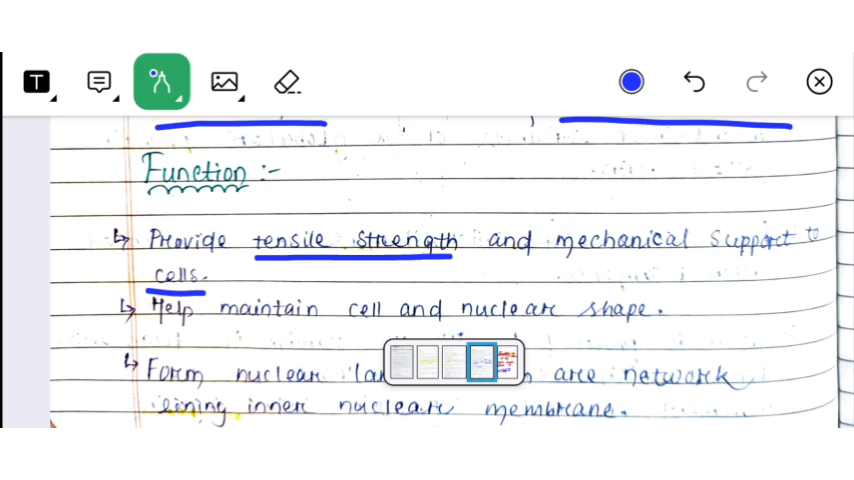 T
Function :-
↳ Provide tensile strength and mechanical support to
cells.
↳ Help maintain cell and nuclear shape.
↳ Form nuclear are network
lining inner nuclear membrane.